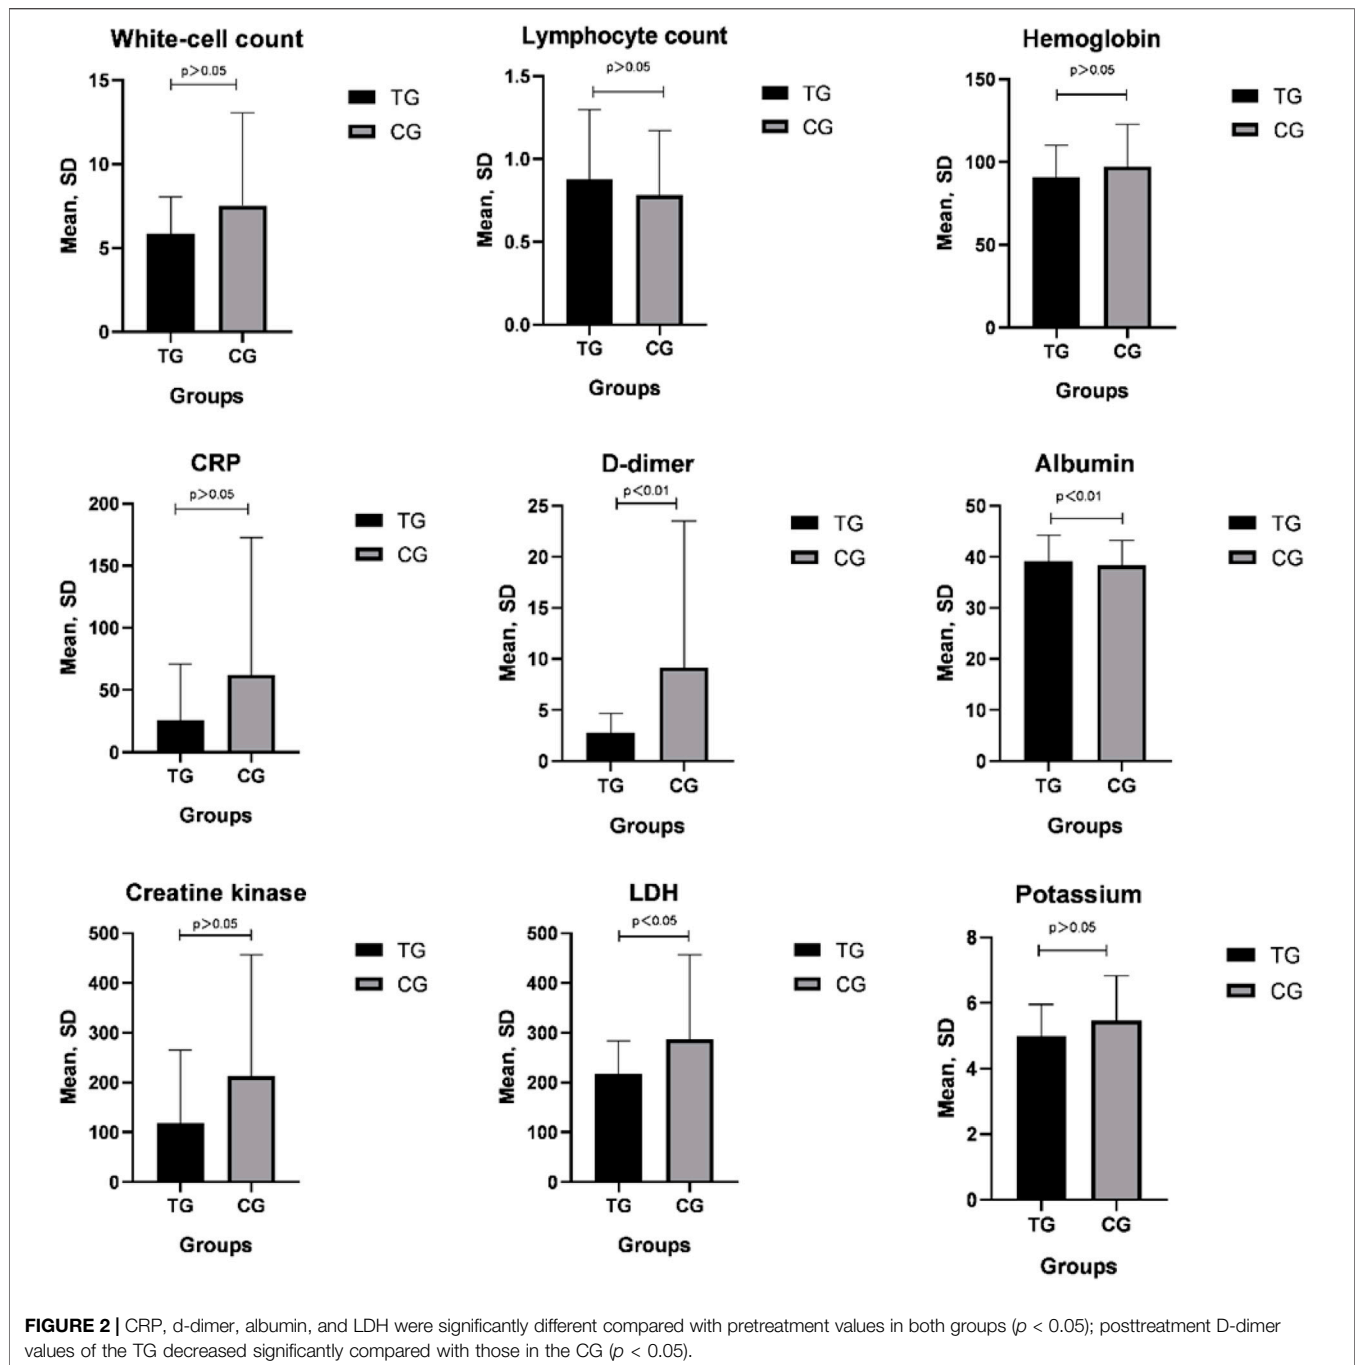 White-cell count
p>0.05
15
10
5
0
Mean, SD
TG
CG
Groups
TG
CG
Lymphocyte count
p>0.05
1.5
1.0
0.5
0.0
Mean, SD
TG
CG
Groups
TG
CG
Hemoglobin
p>0.05
150
100
50
0
Mean, SD
TG
CG
Groups
TG
CG
CRP
p>0.05
200
150
100
50
0
Mean, SD
TG
CG
Groups
TG
CG
D-dimer
p<0.01
25
20
15
10
5
0
Mean, SD
TG
CG
Groups
TG
CG
Albumin
p<0.01
50
40
30
20
10
0
Mean, SD
TG
CG
Groups
TG
CG
Creatine kinase
p>0.05
500
400
300
200
100
0
Mean, SD
TG
CG
Groups
TG
CG
LDH
p<0.05
500
400
300
200
100
0
Mean, SD
TG
CG
Groups
TG
CG
Potassium
p>0.05
8
6
4
2
0
Mean, SD
TG
CG
Groups
TG
CG
FIGURE 2 | CRP, d-dimer, albumin, and LDH were significantly different compared with pretreatment values in both groups (p < 0.05); posttreatment D-dimer
values of the TG decreased significantly compared with those in the CG (p < 0.05).